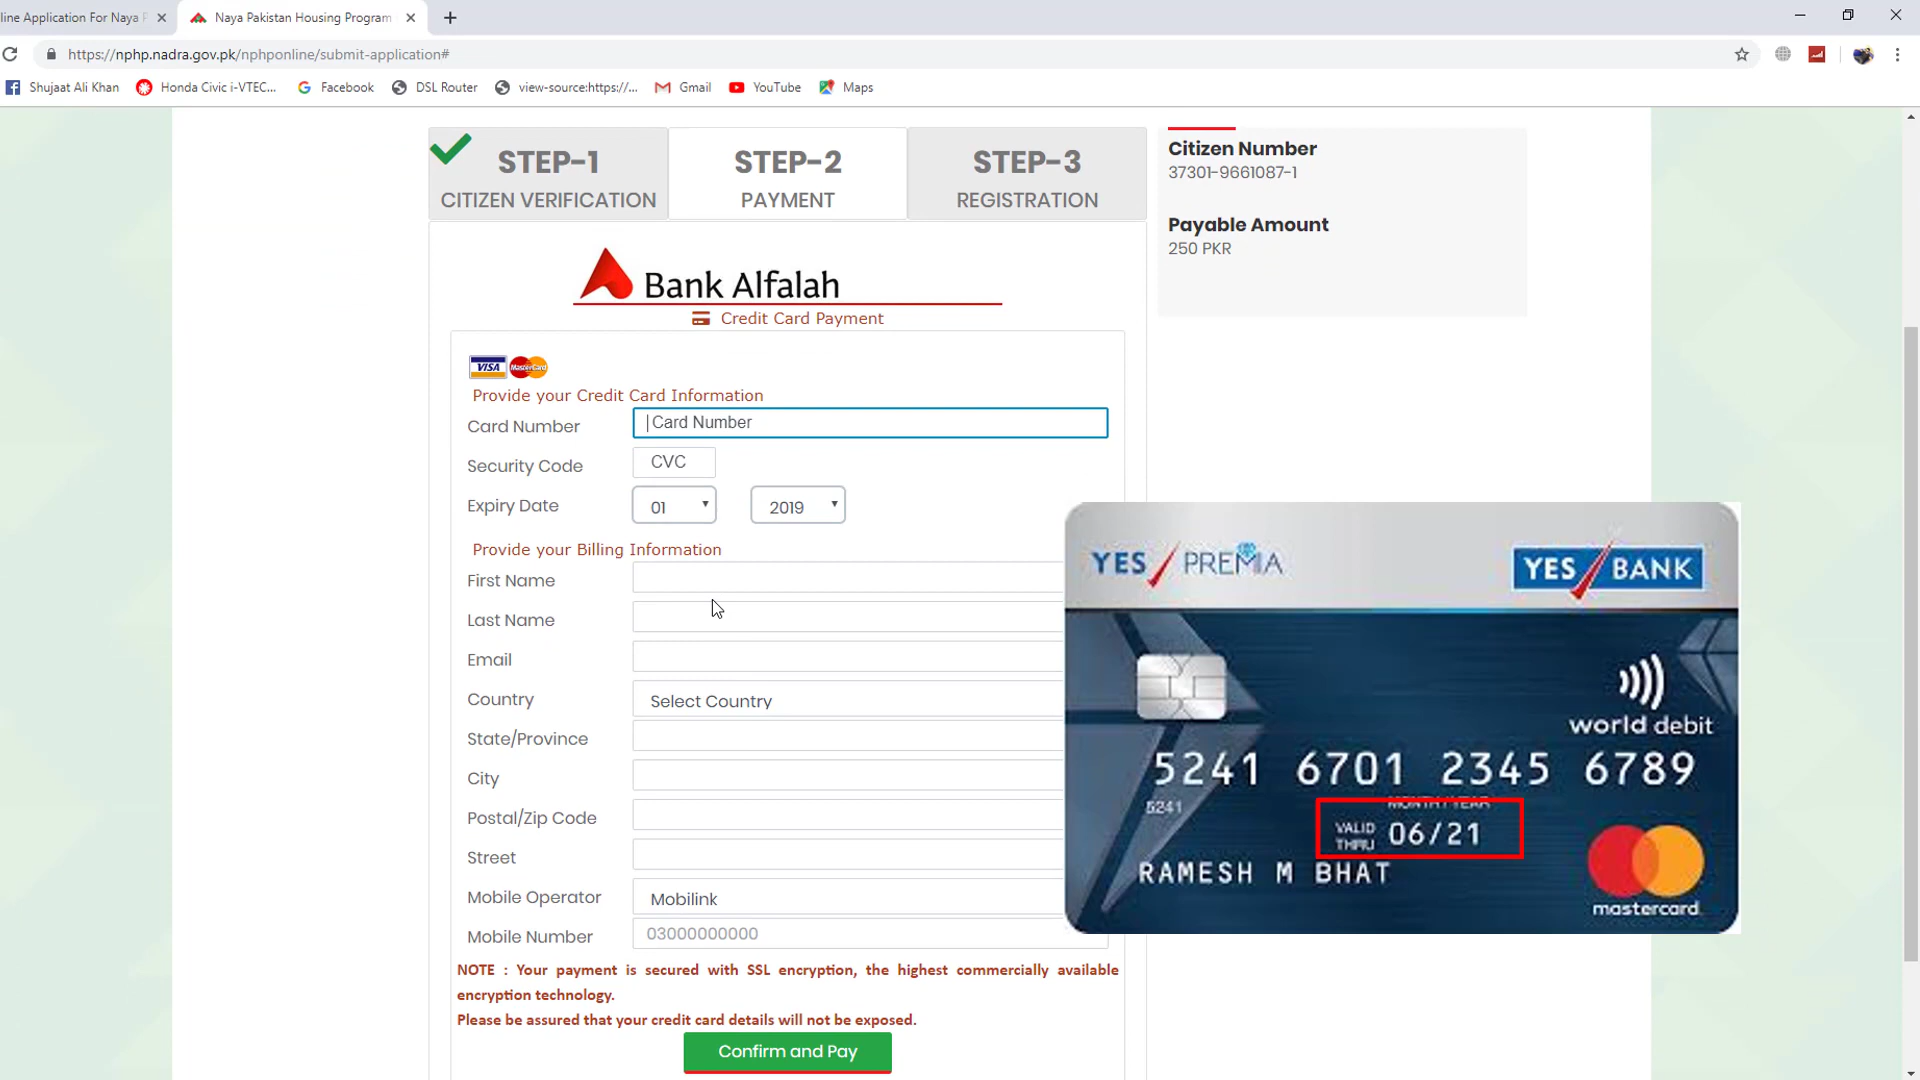 line Application For Naya P
Naya Pakistan Housing Program
https://nphp.nadra.gov.pk/nphponline/submit-application#
Shujaat Ali Khan
Honda Civic i-VTEC...
Facebook
DSL Router
view-source:https://...
Gmail
YouTube
Maps
STEP-1
CITIZEN VERIFICATION
STEP-2
PAYMENT
STEP-3
REGISTRATION
Citizen Number
37301-9661087-1
Payable Amount
250 PKR
Bank Alfalah
Credit Card Payment
VISA MasterCard
Provide your Credit Card Information
Card Number Card Number
Security Code CVC
Expiry Date 01 2019
Provide your Billing Information
First Name
Last Name
Email
Country Select Country
State/Province
City
Postal/Zip Code
Street
Mobile Operator Mobilink
Mobile Number 03000000000
NOTE : Your payment is secured with SSL encryption, the highest commercially available
encryption technology.
Please be assured that your credit card details will not be exposed.
Confirm and Pay
YES PREMIA
YES BANK
world debit
5241 6701 2345 6789
5241
MONTH/YEAR
VALID
THRU 06/21
RAMESH M BHAT
mastercard